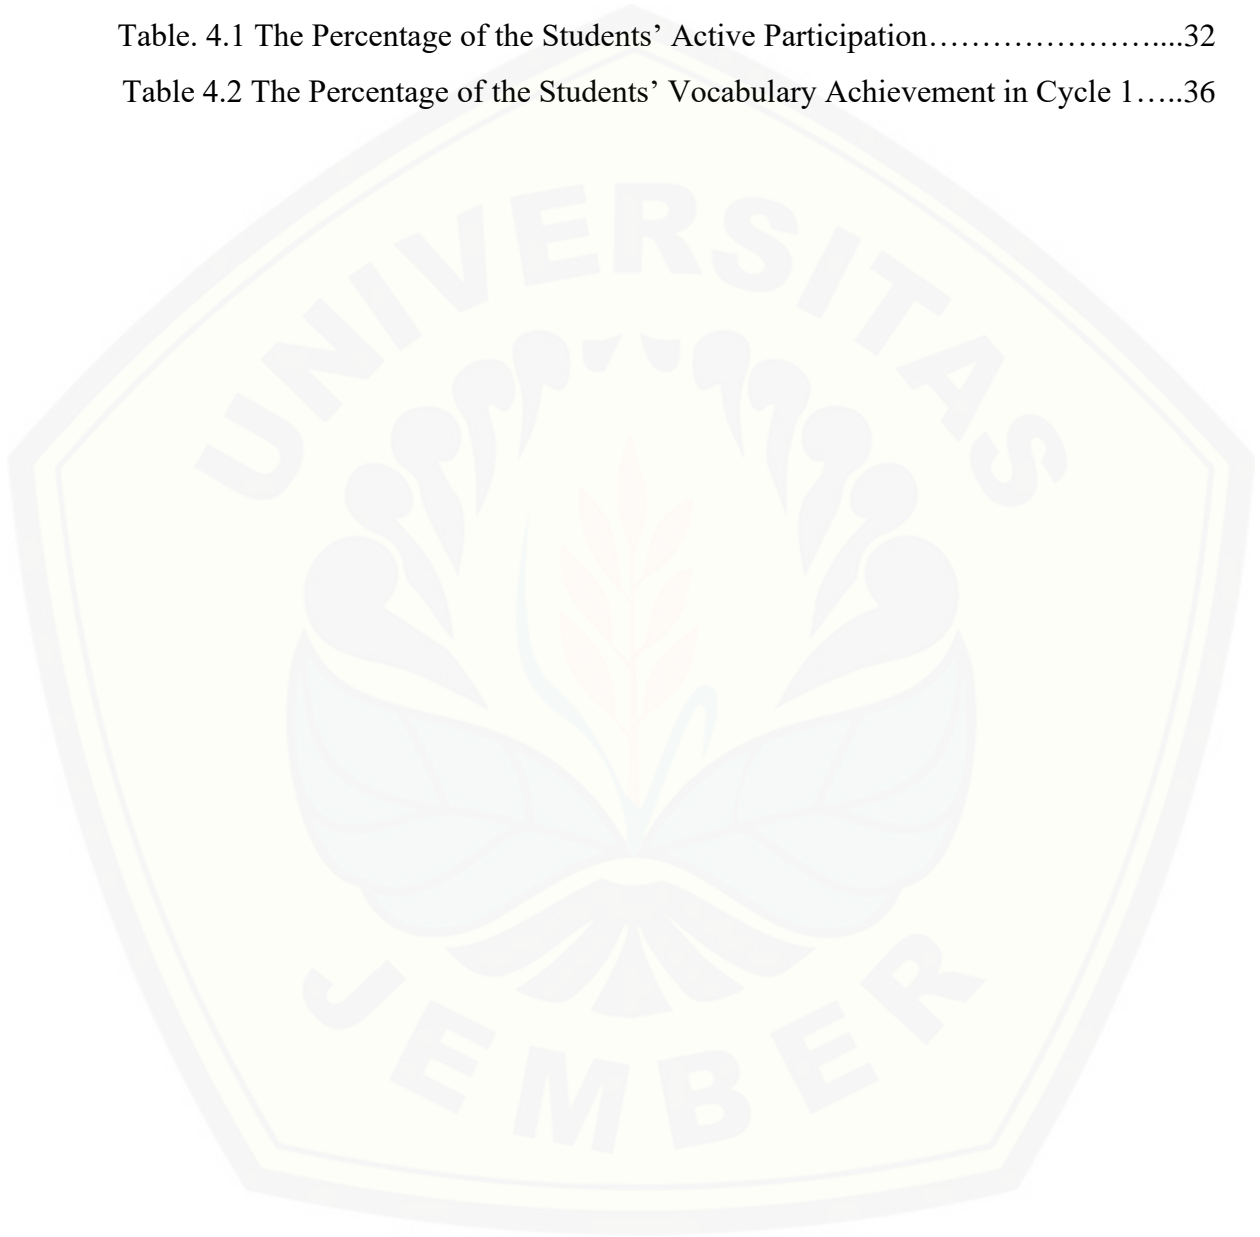 Table. 4.1 The Percentage of the Students’ Active Participation…………………....32
Table 4.2 The Percentage of the Students’ Vocabulary Achievement in Cycle 1…..36
UNIVERSITAS
JEMBER